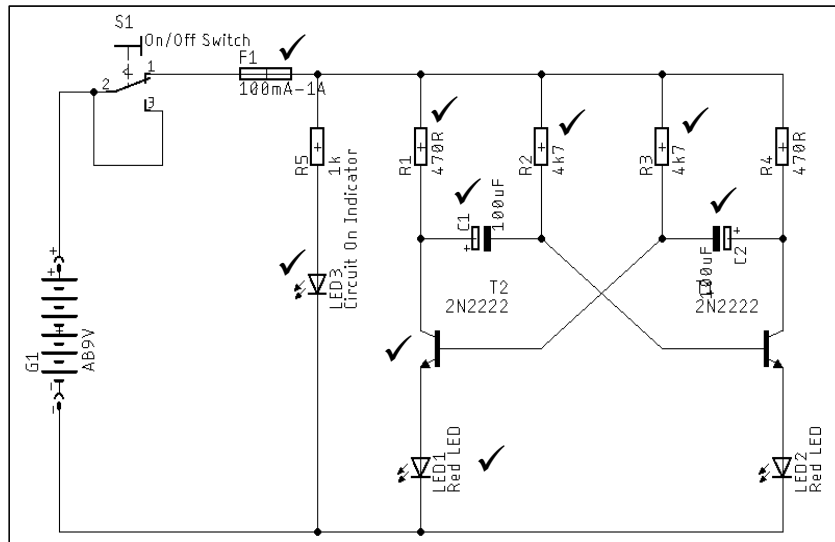 S1
On/Off Switch
F1
100mA-1A
1
2
3
R5
1k
Circuit On Indicator
R1
470R
R2
4k7
R3
4k7
R4
470R
C1
100uF
+
C2
100uF
+
LED3
T2
2N2222
2N2222
G1
AB9V
LED1
Red LED
LED2
Red LED